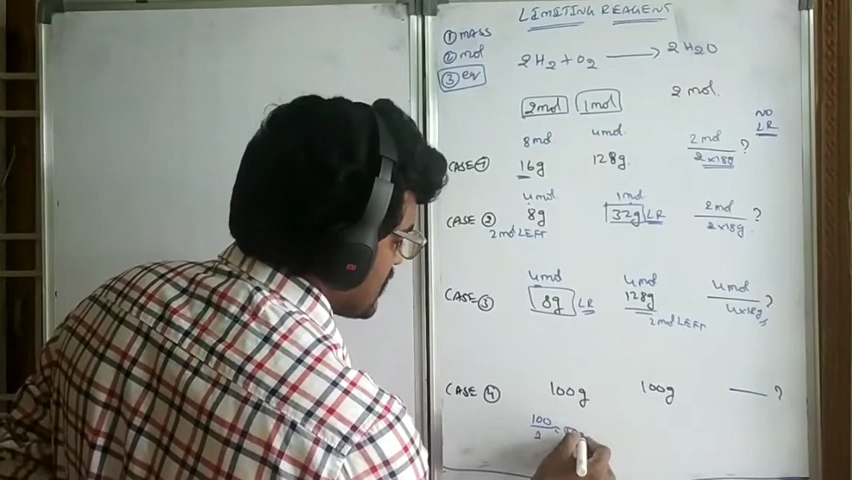 LIMITING REAGENT
① MASS
② mol
③ eq
2H₂ + O₂ ⟶ 2H₂O
2mol 1mol 2 mol.
NO
LR
8mol 4mol. 2mol
CASE ① 16g 128g. 2×18g ?
4mol 1mol 2mol
CASE ② 8g 32g LR 2×18g. ?
2mol LEFT
4mol 4mol 4mol
CASE ③ 8g LR 128g 4×18g ?
2mol LEFT
CASE ④ 100g 100g ?
100
2 =
mi